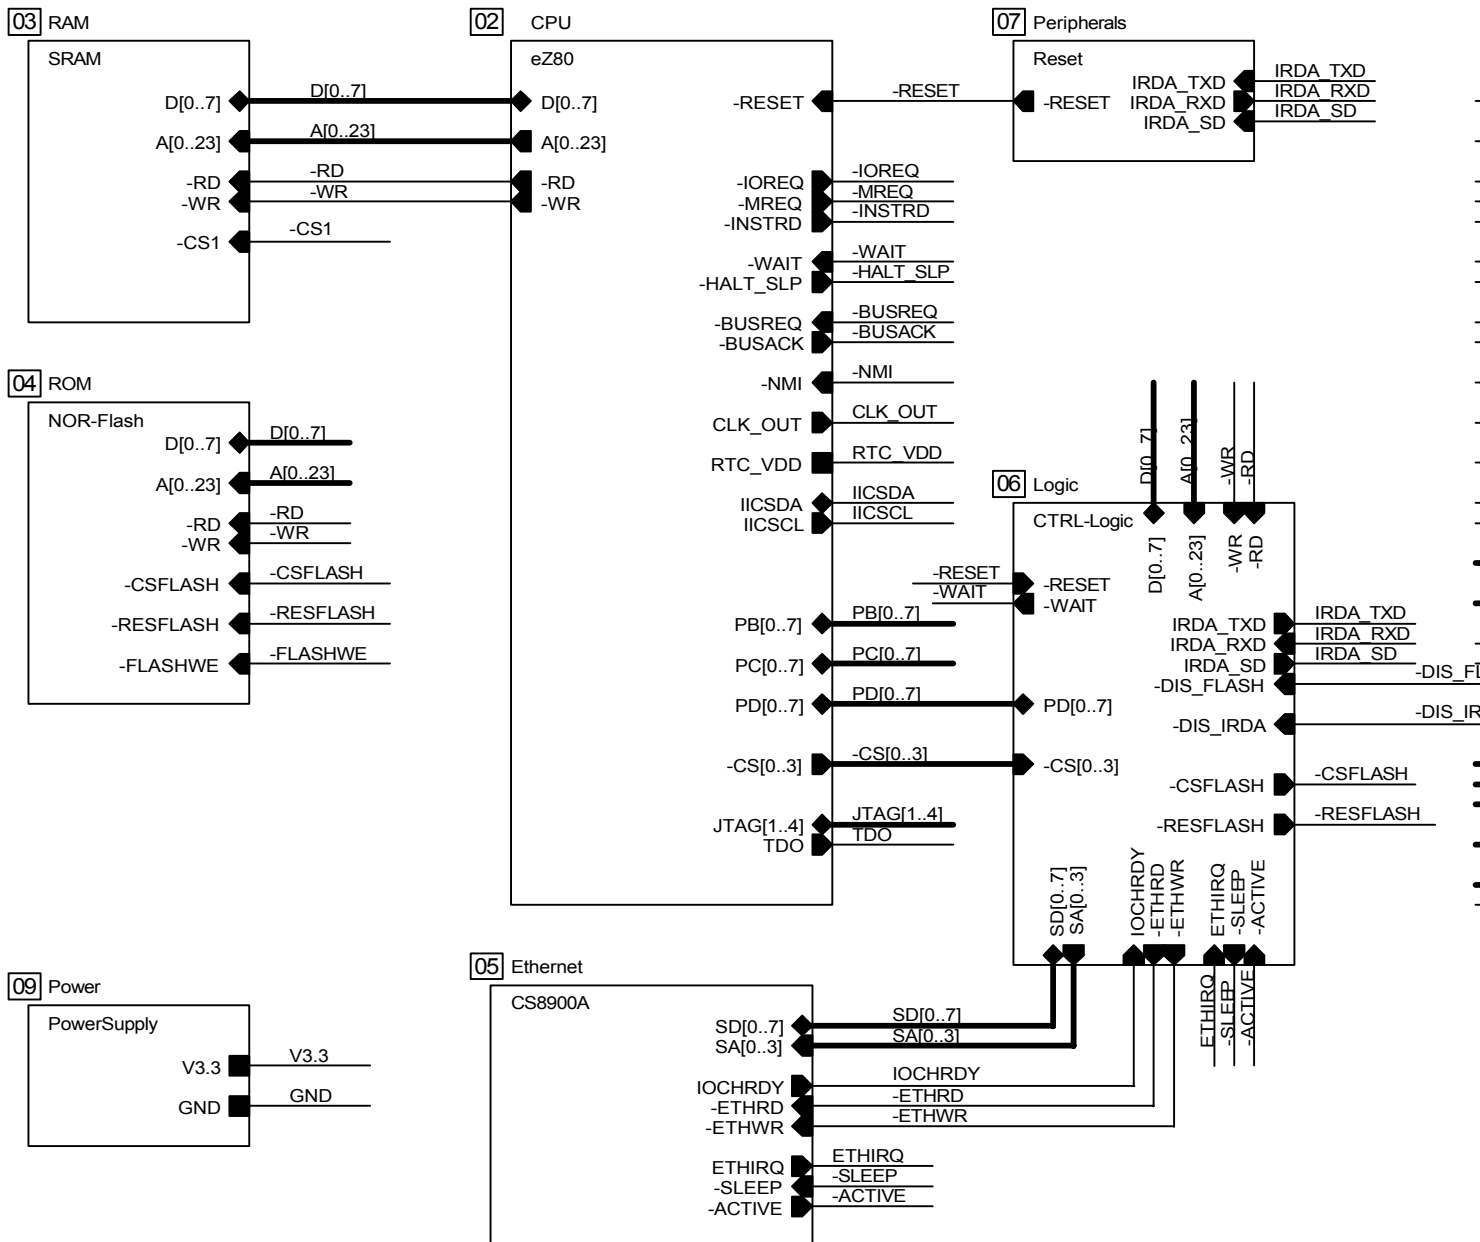 03 RAM
SRAM
D[0..7] D[0..7]
A[0..23] A[0..23]
-RD -RD
-WR -WR
-CS1 -CS1
04 ROM
NOR-Flash
D[0..7] D[0..7]
A[0..23] A[0..23]
-RD -RD
-WR -WR
-CSFLASH -CSFLASH
-RESFLASH -RESFLASH
-FLASHWE -FLASHWE
09 Power
PowerSupply
V3.3 V3.3
GND GND
02 CPU
eZ80
D[0..7]
A[0..23]
-RD
-WR
-RESET -RESET
-IOREQ -IOREQ
-MREQ -MREQ
-INSTRD -INSTRD
-WAIT -WAIT
-HALT_SLP -HALT_SLP
-BUSREQ -BUSREQ
-BUSACK -BUSACK
-NMI -NMI
CLK_OUT CLK_OUT
RTC_VDD RTC_VDD
IICSDA IICSDA
IICSCL IICSCL
PB[0..7] PB[0..7]
PC[0..7] PC[0..7]
PD[0..7] PD[0..7]
-CS[0..3] -CS[0..3]
JTAG[1..4] JTAG[1..4]
TDO TDO
05 Ethernet
CS8900A
SD[0..7] SD[0..7]
SA[0..3] SA[0..3]
IOCHRDY IOCHRDY
-ETHRD -ETHRD
-ETHWR -ETHWR
ETHIRQ ETHIRQ
-SLEEP -SLEEP
-ACTIVE -ACTIVE
07 Peripherals
Reset
-RESET
IRDA_TXD IRDA_TXD
IRDA_RXD IRDA_RXD
IRDA_SD IRDA_SD
06 Logic
CTRL-Logic
D[0..7] D[0..7]
A[0..23] A[0..23]
-WR -WR
-RD -RD
-RESET -RESET
-WAIT -WAIT
PD[0..7]
-CS[0..3]
IRDA_TXD IRDA_TXD
IRDA_RXD IRDA_RXD
IRDA_SD IRDA_SD
-DIS_FLASH
-DIS_IRDA -DIS_IR
-CSFLASH -CSFLASH
-RESFLASH -RESFLASH
SD[0..7]
SA[0..3]
IOCHRDY
-ETHRD
-ETHWR
ETHIRQ ETHIRQ
-SLEEP -SLEEP
-ACTIVE -ACTIVE